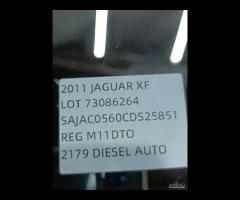 2011 JAGUAR XF
LOT 73086264
SAJAC0560CDS25851
REG M11DTO
2179 DIESEL AUTO